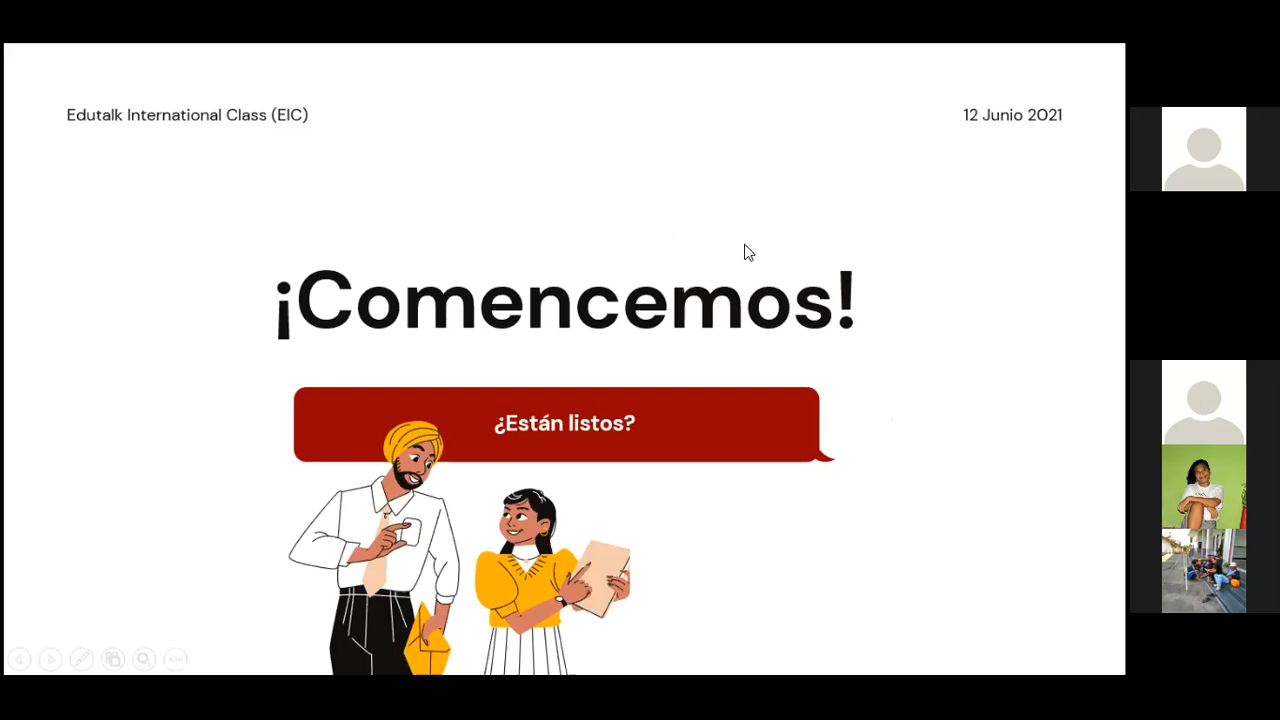 Edutalk International Class (EIC)
12 Junio 2021
¡Comencemos!
¿Están listos?